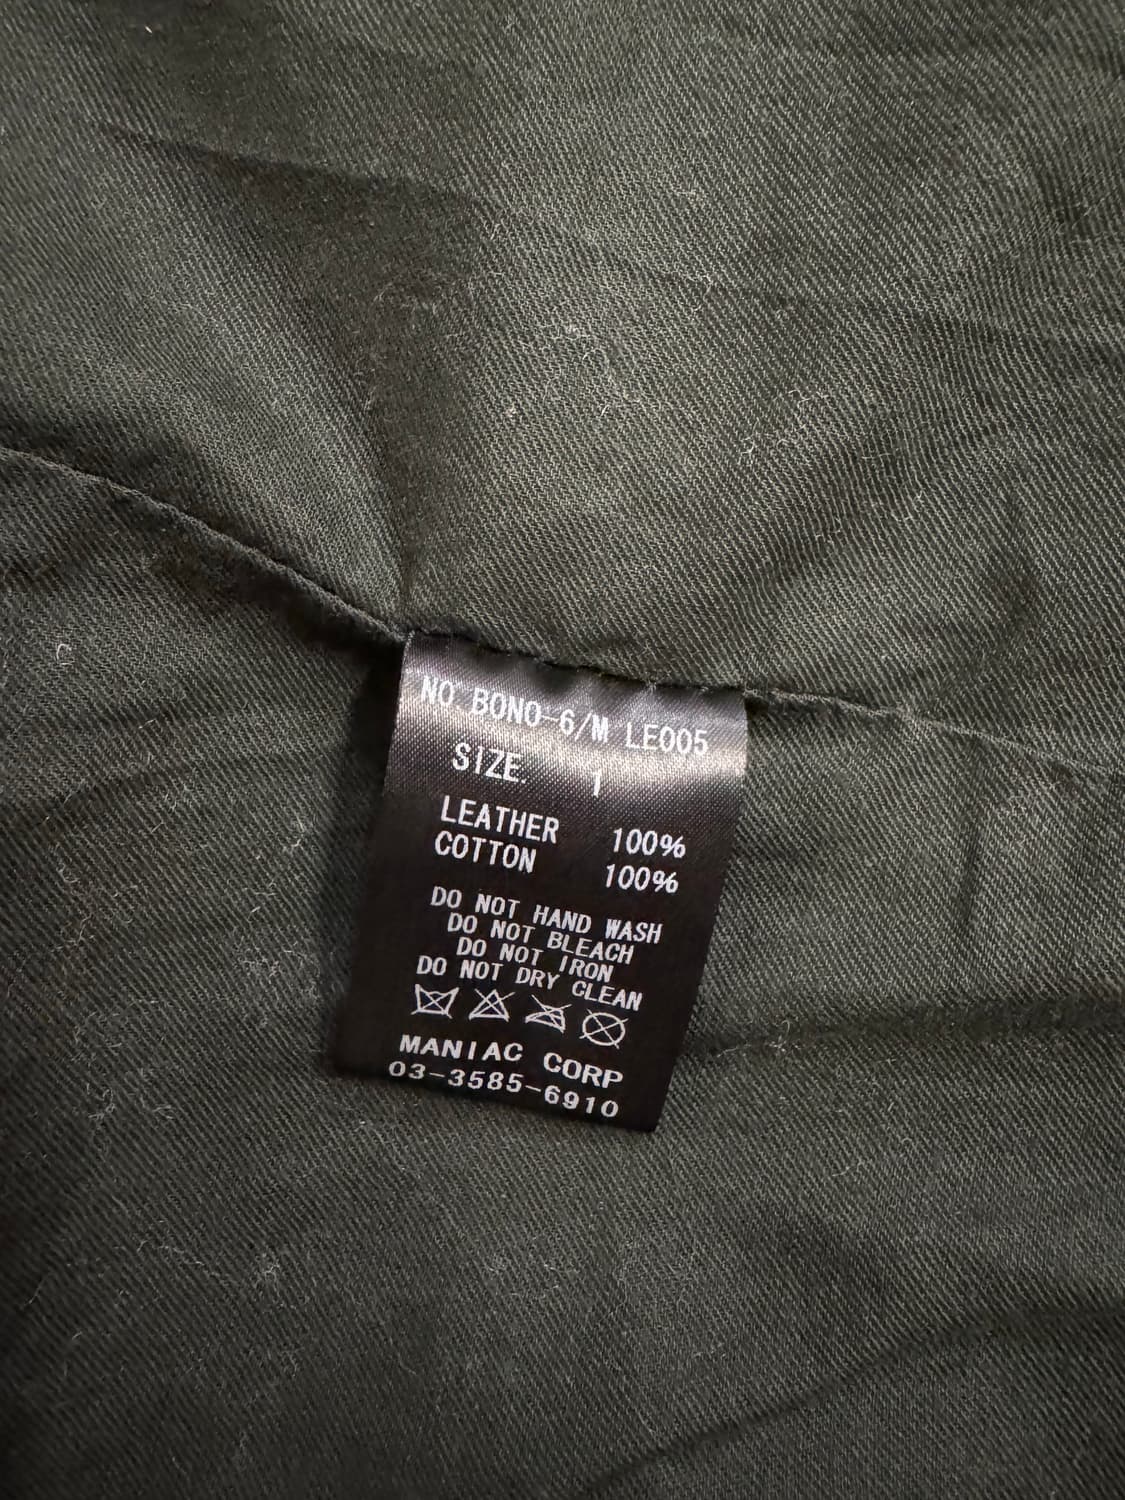 NO.BONO-6/M LE005
SIZE 1
LEATHER 100%
COTTON 100%
DO NOT HAND WASH
DO NOT BLEACH
DO NOT IRON
DO NOT DRY CLEAN
MANIAC CORP
03-3585-6910